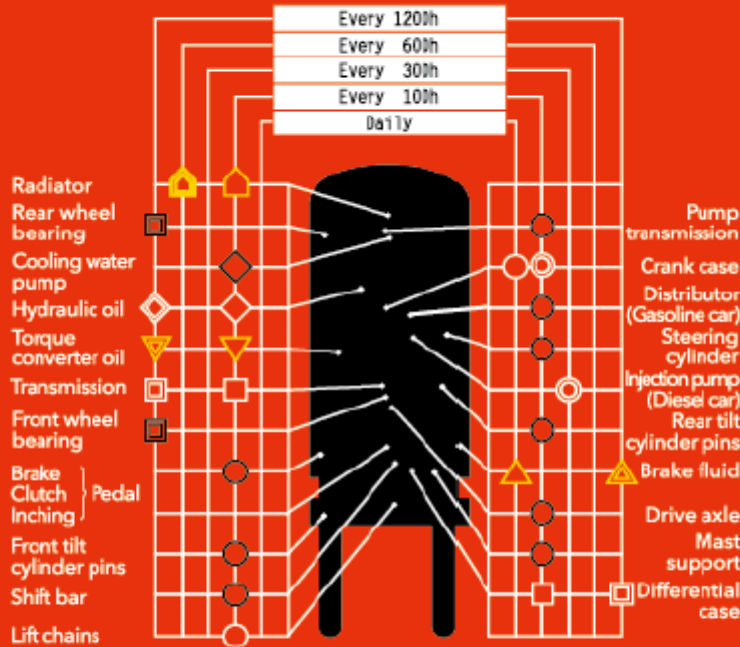 Every 1200h
Every 600h
Every 300h
Every 100h
Daily
Radiator
Rear wheel
bearing
Cooling water
pump
Hydraulic oil
Torque
converter oil
Transmission
Front wheel
bearing
Brake
Clutch
Inching
Pedal
Front tilt
cylinder pins
Shift bar
Lift chains
Pump
transmission
Crank case
Distributor
(Gasoline car)
Steering
cylinder
Injection pump
(Diesel car)
Rear tilt
cylinder pins
Brake fluid
Drive axle
Mast
support
Differential
case